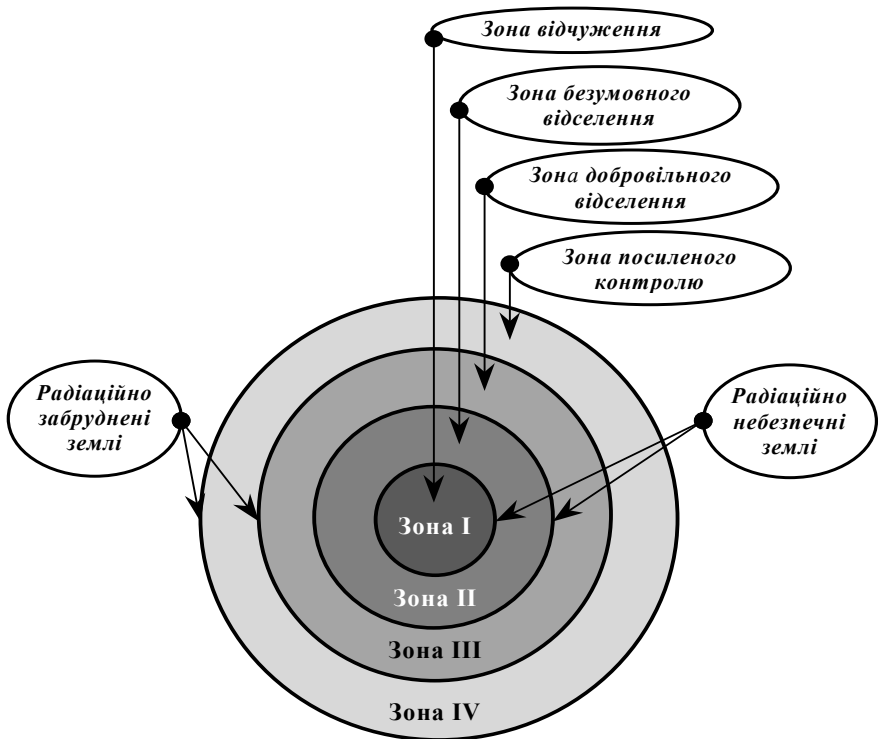 Зона відчуження
Зона безумовного
відселення
Зона добровільного
відселення
Зона посиленого
контролю
Радіаційно
забруднені
землі
Радіаційно
небезпечні
землі
Зона I
Зона II
Зона III
Зона IV